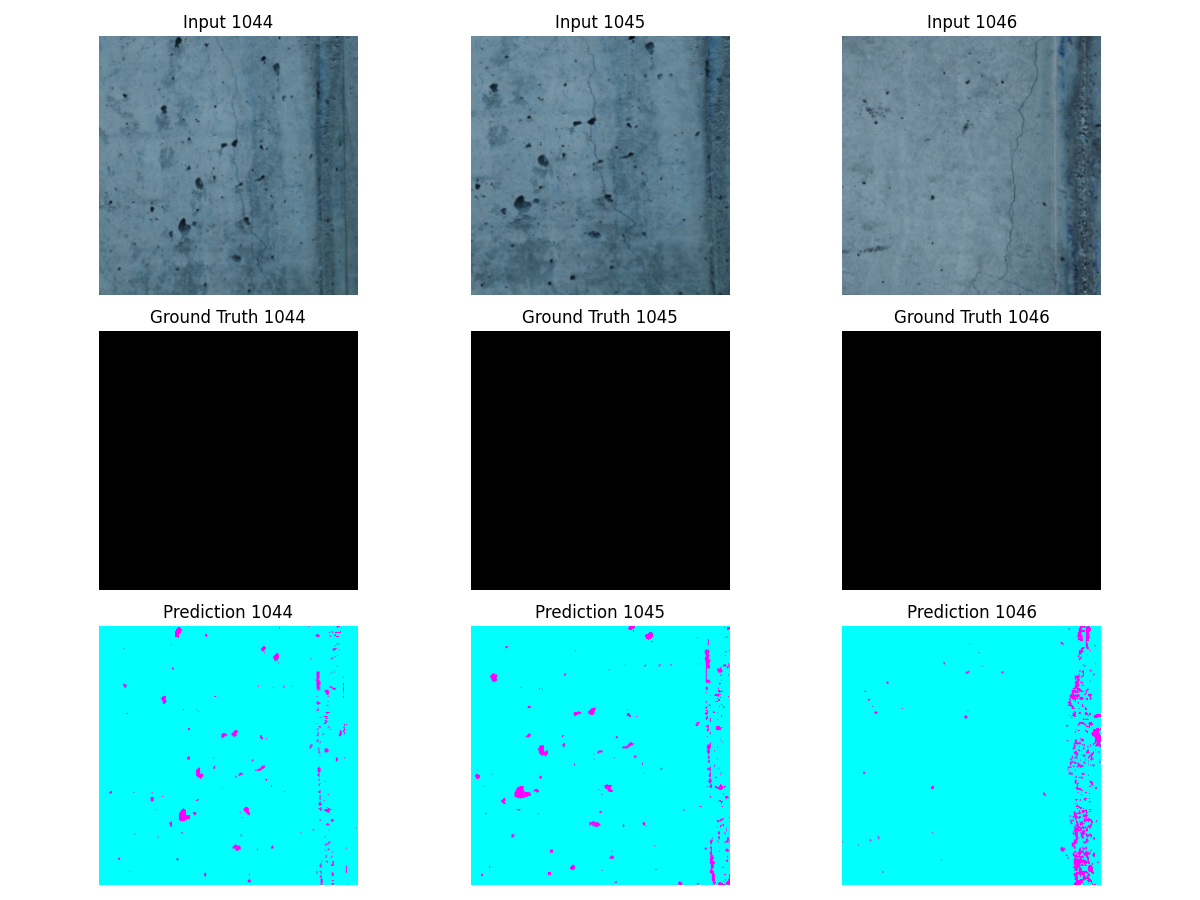 Input 1044
Input 1045
Input 1046
Ground Truth 1044
Ground Truth 1045
Ground Truth 1046
Prediction 1044
Prediction 1045
Prediction 1046